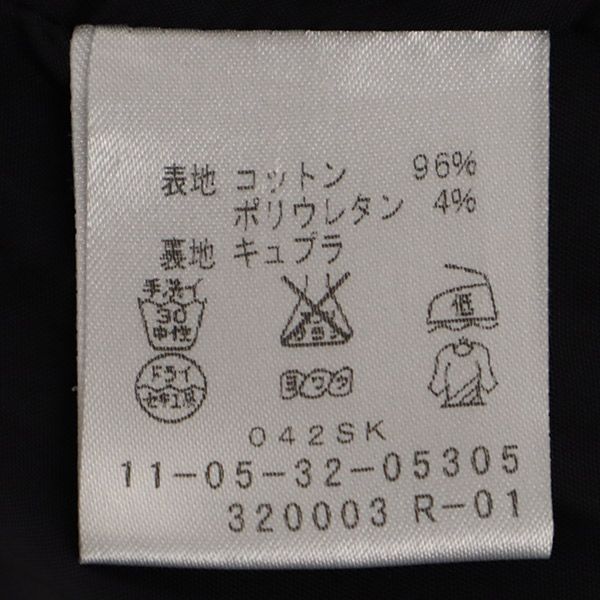 表地 コットン 96%
ポリウレタン 4%
裏地 キュプラ
手洗イ
30
中性
低
ドライ
セキユ系
ヨワク
042SK
11-05-32-05305
320003 R-01